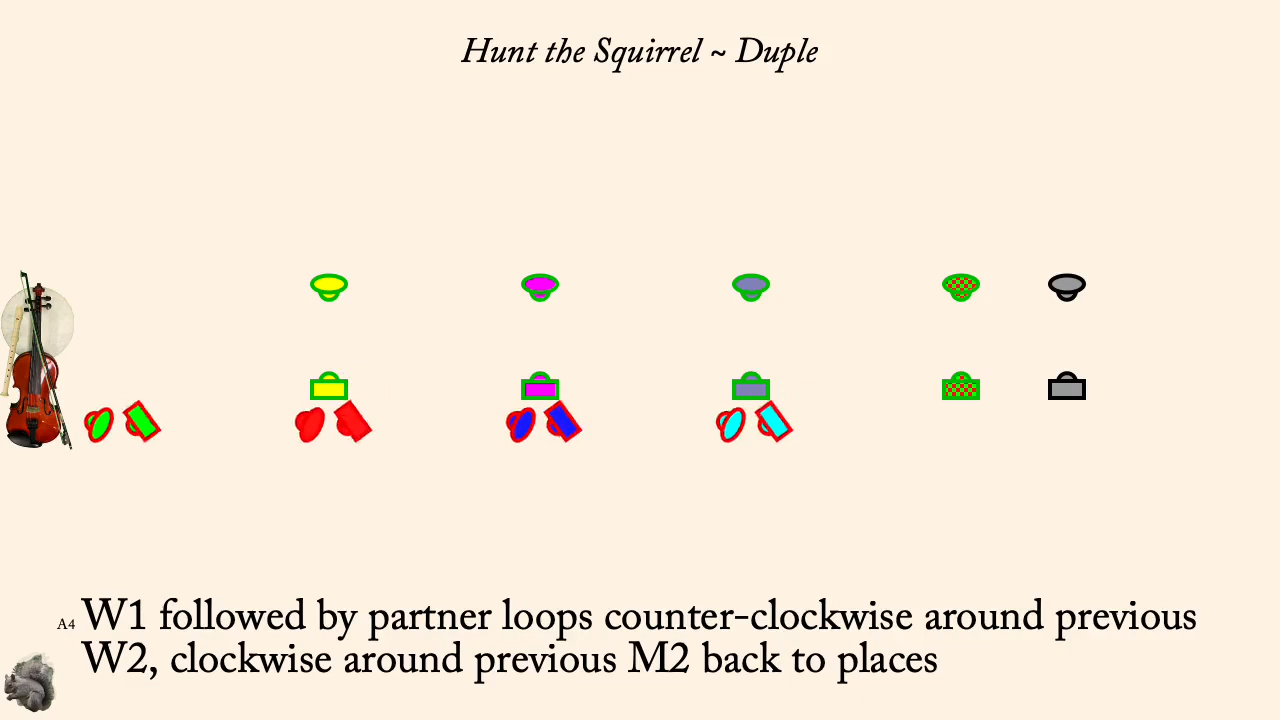 Hunt the Squirrel ~ Duple
A4 W1 followed by partner loops counter-clockwise around previous
W2, clockwise around previous M2 back to places